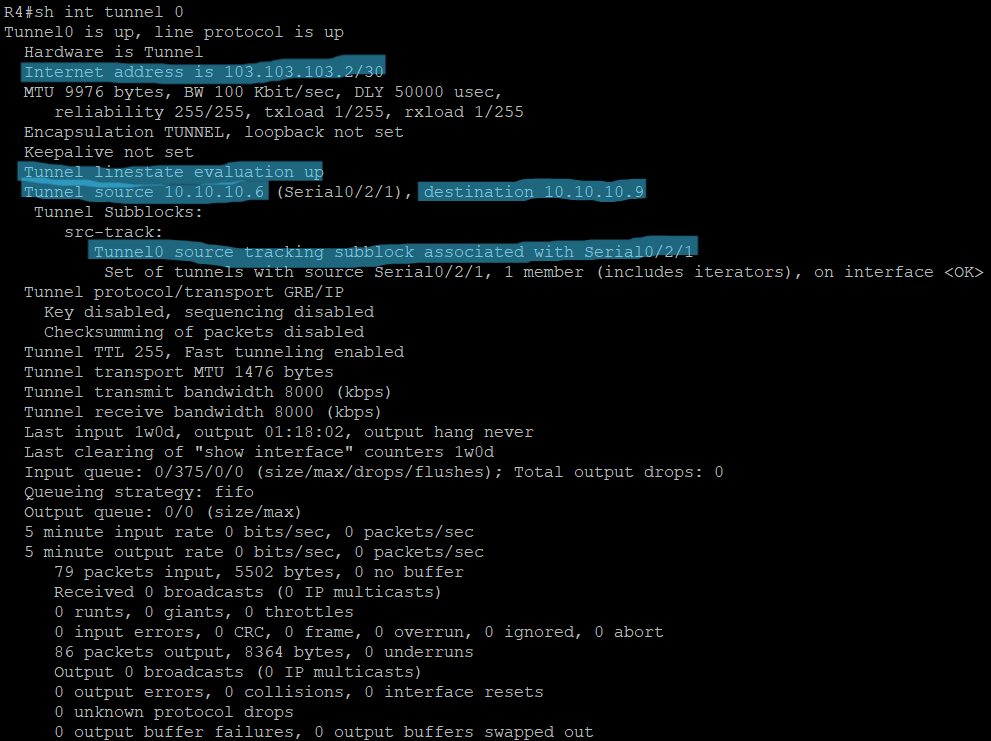 R4#sh int tunnel 0
Tunnel0 is up, line protocol is up
Hardware is Tunnel
Internet address is 103.103.103.2/30
MTU 9976 bytes, BW 100 Kbit/sec, DLY 50000 usec,
reliability 255/255, txload 1/255, rxload 1/255
Encapsulation TUNNEL, loopback not set
Keepalive not set
Tunnel linestate evaluation up
Tunnel source 10.10.10.6 (Serial0/2/1), destination 10.10.10.9
Tunnel Subblocks:
src-track:
Tunnel0 source tracking subblock associated with Serial0/2/1
Set of tunnels with source Serial0/2/1, 1 member (includes iterators), on interface <OK>
Tunnel protocol/transport GRE/IP
Key disabled, sequencing disabled
Checksumming of packets disabled
Tunnel TTL 255, Fast tunneling enabled
Tunnel transport MTU 1476 bytes
Tunnel transmit bandwidth 8000 (kbps)
Tunnel receive bandwidth 8000 (kbps)
Last input 1w0d, output 01:18:02, output hang never
Last clearing of "show interface" counters 1w0d
Input queue: 0/375/0/0 (size/max/drops/flushes); Total output drops: 0
Queueing strategy: fifo
Output queue: 0/0 (size/max)
5 minute input rate 0 bits/sec, 0 packets/sec
5 minute output rate 0 bits/sec, 0 packets/sec
79 packets input, 5502 bytes, 0 no buffer
Received 0 broadcasts (0 IP multicasts)
0 runts, 0 giants, 0 throttles
0 input errors, 0 CRC, 0 frame, 0 overrun, 0 ignored, 0 abort
86 packets output, 8364 bytes, 0 underruns
Output 0 broadcasts (0 IP multicasts)
0 output errors, 0 collisions, 0 interface resets
0 unknown protocol drops
0 output buffer failures, 0 output buffers swapped out